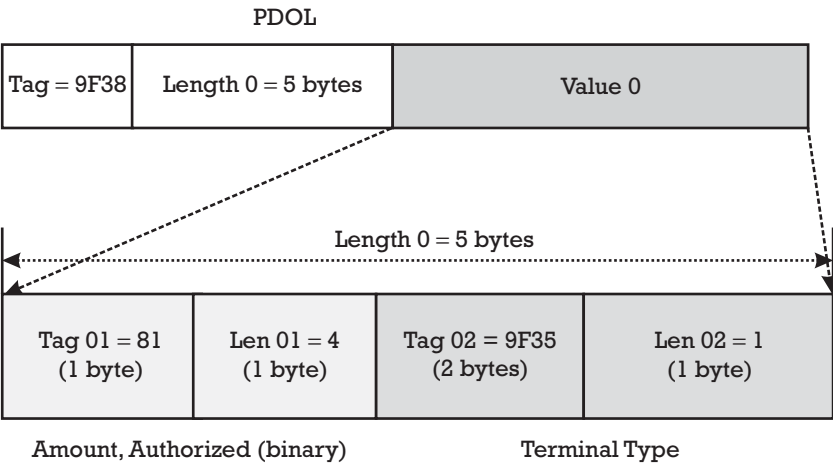 PDOL
Tag = 9F38 Length 0 = 5 bytes Value 0
Length 0 = 5 bytes
Tag 01 = 81 Len 01 = 4 Tag 02 = 9F35 Len 02 = 1
(1 byte) (1 byte) (2 bytes) (1 byte)
Amount, Authorized (binary) Terminal Type